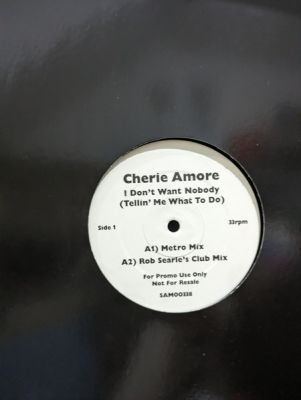 Cherie Amore
I Don't Want Nobody
(Tellin' Me What To Do)
Side 1 33rpm
A1) Metro Mix
A2) Rob Searle's Club Mix
For Promo Use Only
Not For Resale
SAM00338